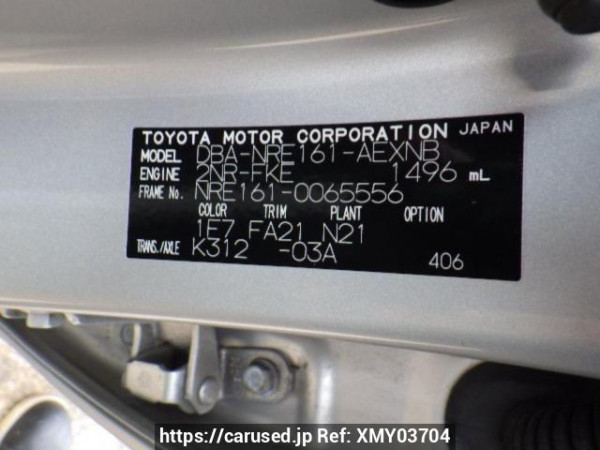 TOYOTA MOTOR CORPORATION JAPAN
MODEL DBA-NRE161-AEXNB
ENGINE 2NR-FKE 1496 mL
FRAME No. NRE161-0065556
COLOR TRIM PLANT OPTION
1E7 FA21 N21
TRANS./AXLE K312 -03A 406
https://carused.jp Ref: XMY03704